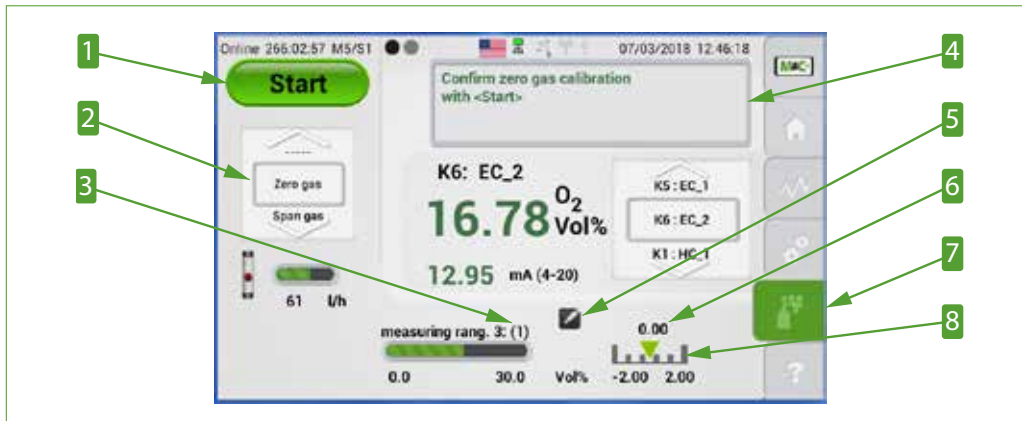 Online 266:02:57 M5/S1 07/03/2018 12:46:18
1
Start
Confirm zero gas calibration
with <Start>
4
M&C
2
-----
Zero gas
Span gas
3
K6: EC_2
16.78 O2
Vol%
12.95 mA (4-20)
K5 : EC_1
K6 : EC_2
K1 : HC_1
5
6
7
8
61 l/h
measuring rang. 3: (1)
0.0 30.0 Vol%
0.00
-2.00 2.00
?